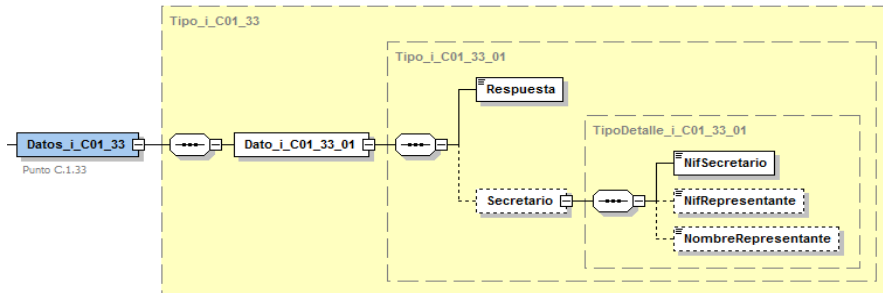 Tipo_i_C01_33
Tipo_i_C01_33_01
Respuesta
TipoDetalle_i_C01_33_01
Datos_i_C01_33
Dato_i_C01_33_01
Punto C.1.33
NifSecretario
Secretario
NifRepresentante
NombreRepresentante